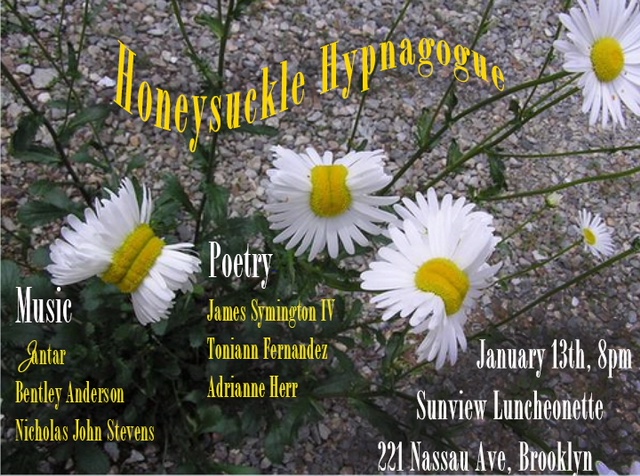 Honeysuckle Hypnagogue
Poetry
James Symington IV
Toniann Fernandez
Adrianne Herr
Music
Jantar
Bentley Anderson
Nicholas John Stevens
January 13th, 8pm
Sunview Luncheonette
221 Nassau Ave, Brooklyn